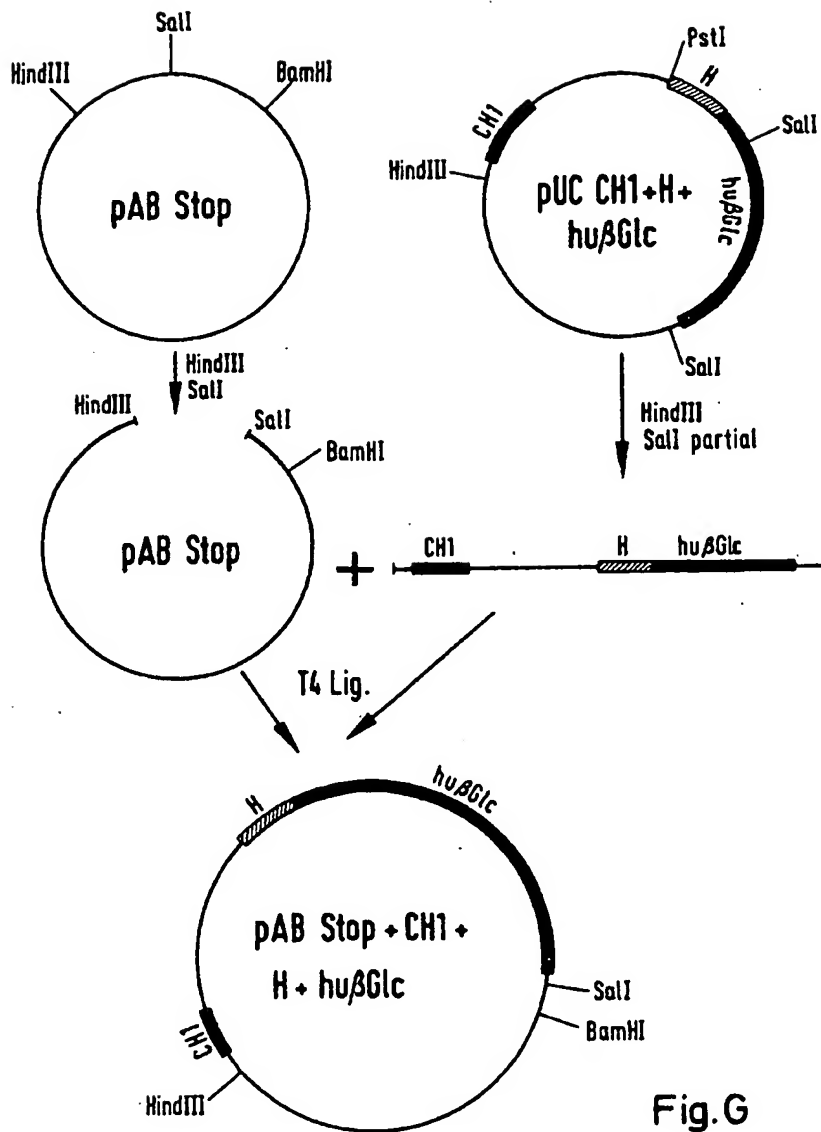 SalI
HindIII
BamHI
pAB Stop
PstI
H
CH1
SalI
HindIII
pUC CH1+H+
huβGlc
huβGlc
SalI
HindIII
SalI
HindIII
SalI partial
HindIII
SalI
BamHI
pAB Stop
+
CH1
H
huβGlc
T4 Lig.
H
huβGlc
pAB Stop + CH1 +
H + huβGlc
SalI
BamHI
CH1
HindIII
Fig.G